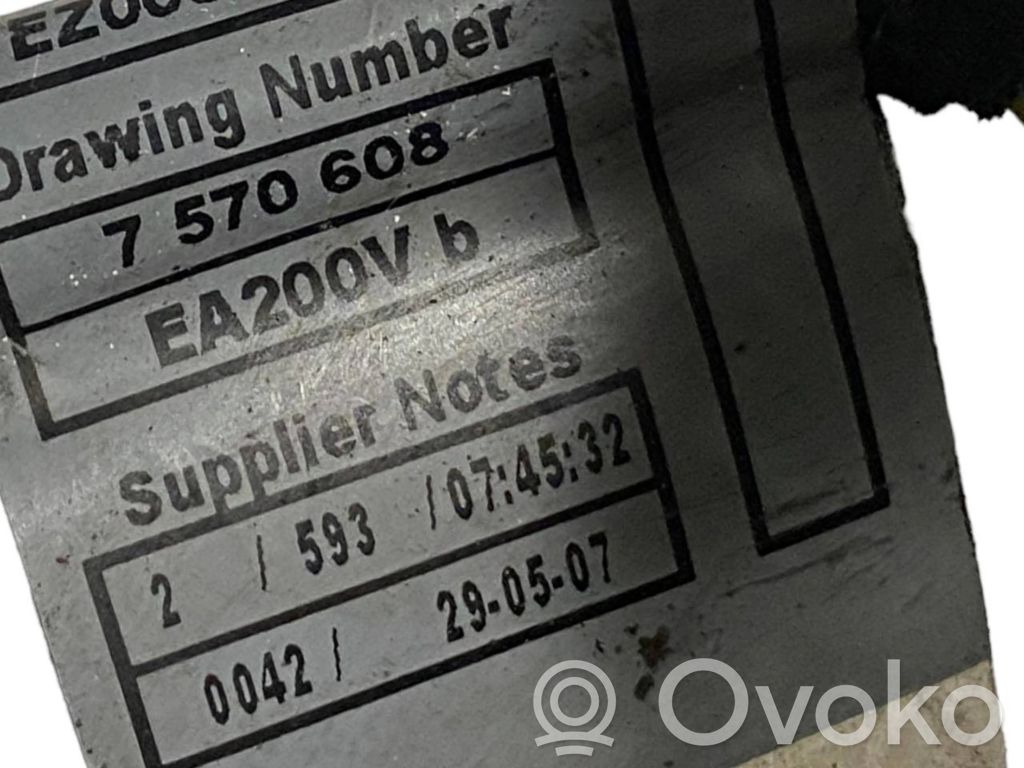 Drawing Number
7 570 608
EA200V b
Supplier Notes
2 / 593 / 07:45:32
0042 / 29-05-07
Ovoko